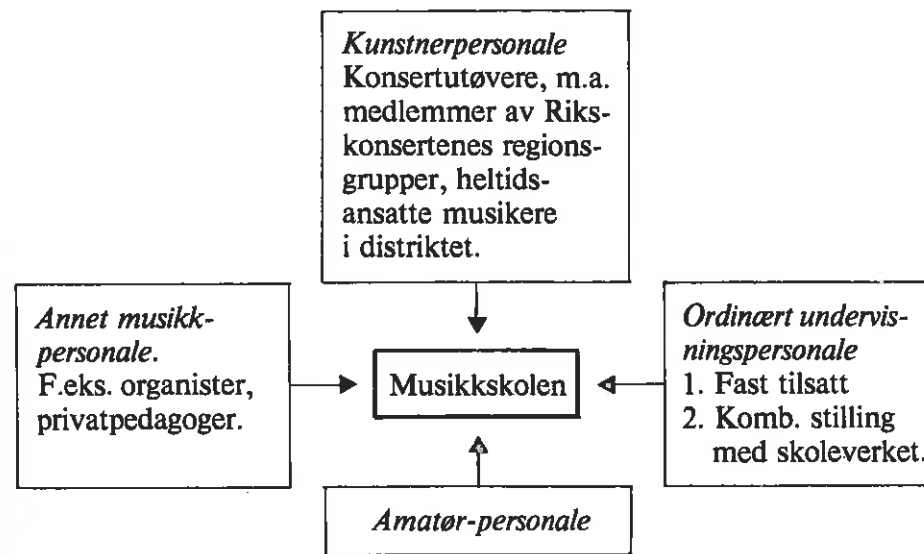 Kunstnerpersonale
Konsertutøvere, m.a.
medlemmer av Riks-
konsertenes regions-
grupper, heltids-
ansatte musikere
i distriktet.
Annet musikk-
personale.
F.eks. organister,
privatpedagoger.
Musikkskolen
Ordinært undervis-
ningspersonale
1. Fast tilsatt
2. Komb. stilling
med skoleverket.
Amatør-personale